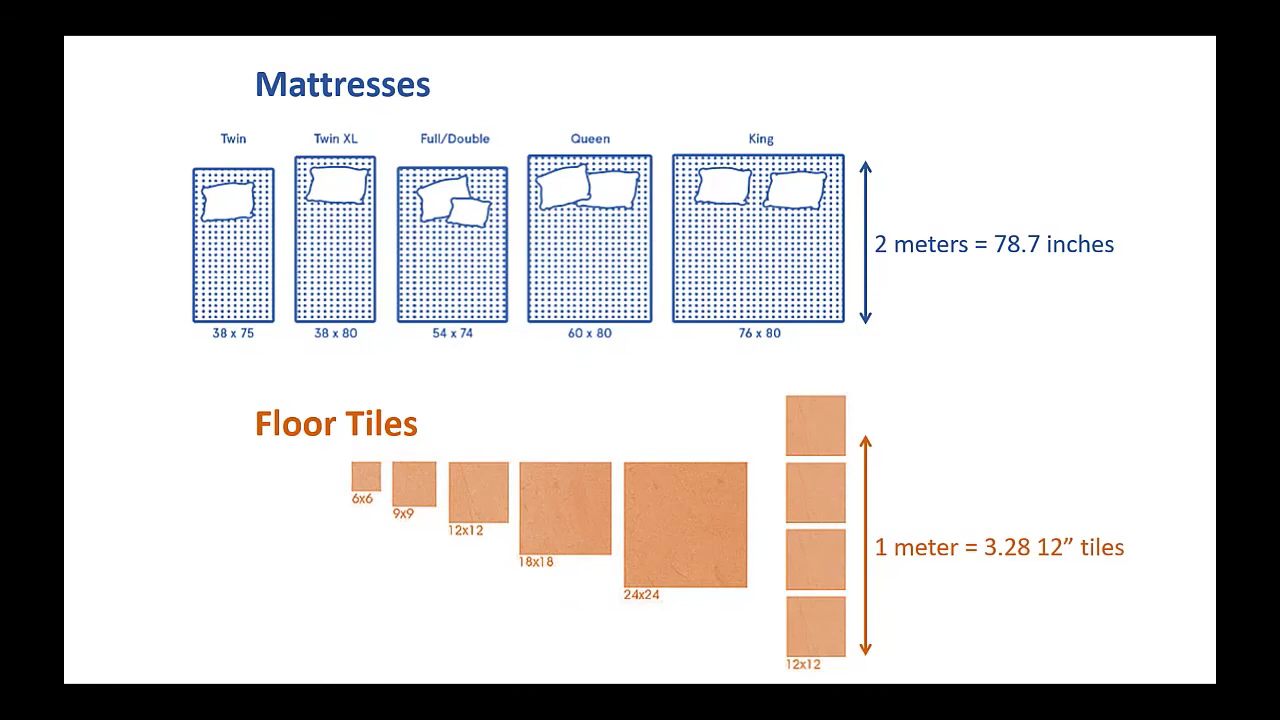 Mattresses
Twin
Twin XL
Full/Double
Queen
King
2 meters = 78.7 inches
38 x 75
38 x 80
54 x 74
60 x 80
76 x 80
Floor Tiles
6x6
9x9
12x12
18x18
24x24
1 meter = 3.28 12” tiles
12x12